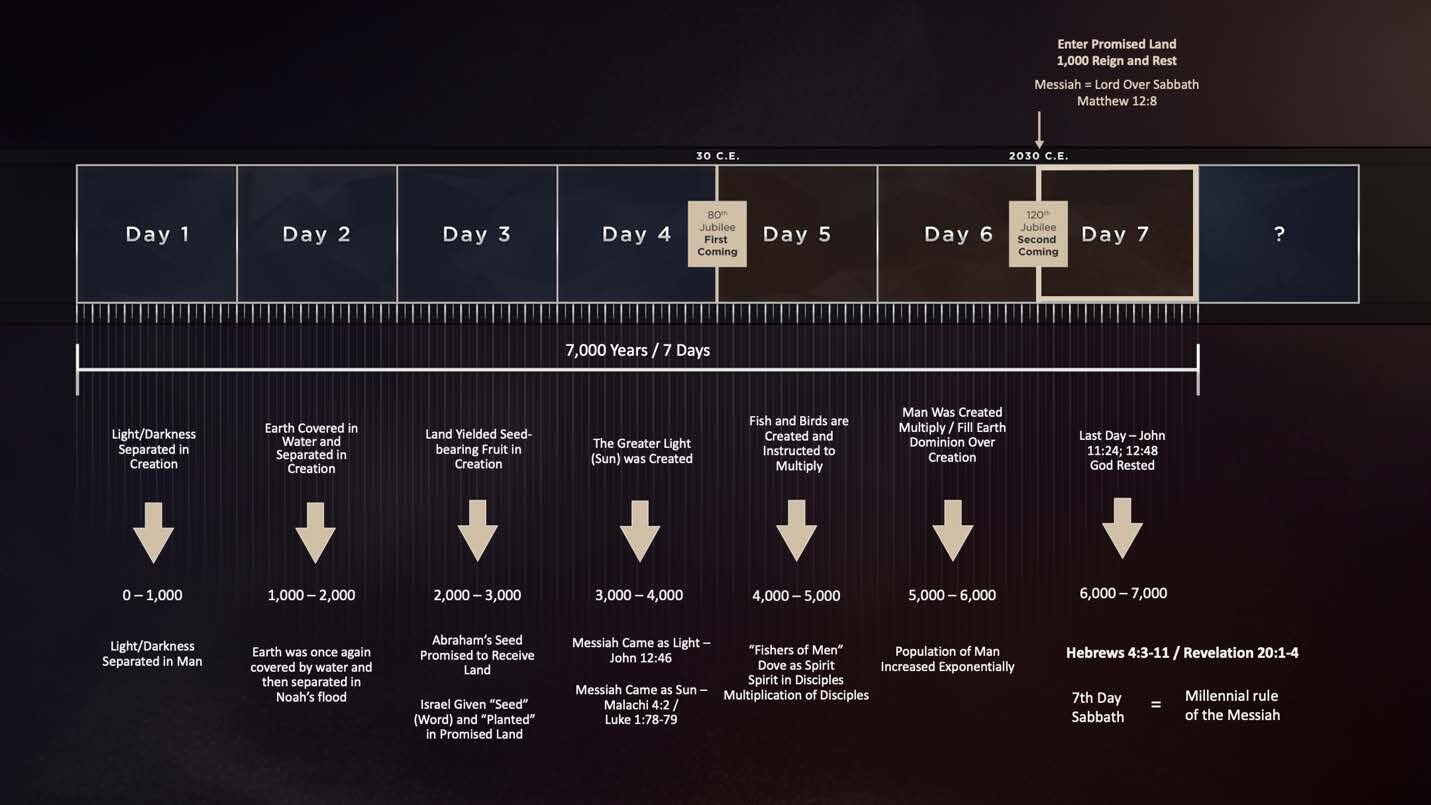 Enter Promised Land
1,000 Reign and Rest
Messiah = Lord Over Sabbath
Matthew 12:8
30 C.E.
2030 C.E.
Day 1
Day 2
Day 3
Day 4
80th
Jubilee
First
Coming
Day 5
Day 6
120th
Jubilee
Second
Coming
Day 7
?
7,000 Years / 7 Days
Light/Darkness
Separated in
Creation
Earth Covered in
Water and
Separated in
Creation
Land Yielded Seed-
bearing Fruit in
Creation
The Greater Light
(Sun) was Created
Fish and Birds are
Created and
Instructed to
Multiply
Man Was Created
Multiply / Fill Earth
Dominion Over
Creation
Last Day – John
11:24; 12:48
God Rested
0 – 1,000
1,000 – 2,000
2,000 – 3,000
3,000 – 4,000
4,000 – 5,000
5,000 – 6,000
6,000 – 7,000
Light/Darkness
Separated in Man
Earth was once again
covered by water and
then separated in
Noah's flood
Abraham's Seed
Promised to Receive
Land
Israel Given "Seed"
(Word) and "Planted"
in Promised Land
Messiah Came as Light –
John 12:46
Messiah Came as Sun –
Malachi 4:2 /
Luke 1:78-79
"Fishers of Men"
Dove as Spirit
Spirit in Disciples
Multiplication of Disciples
Population of Man
Increased Exponentially
Hebrews 4:3-11 / Revelation 20:1-4
7th Day
Sabbath
=
Millennial rule
of the Messiah